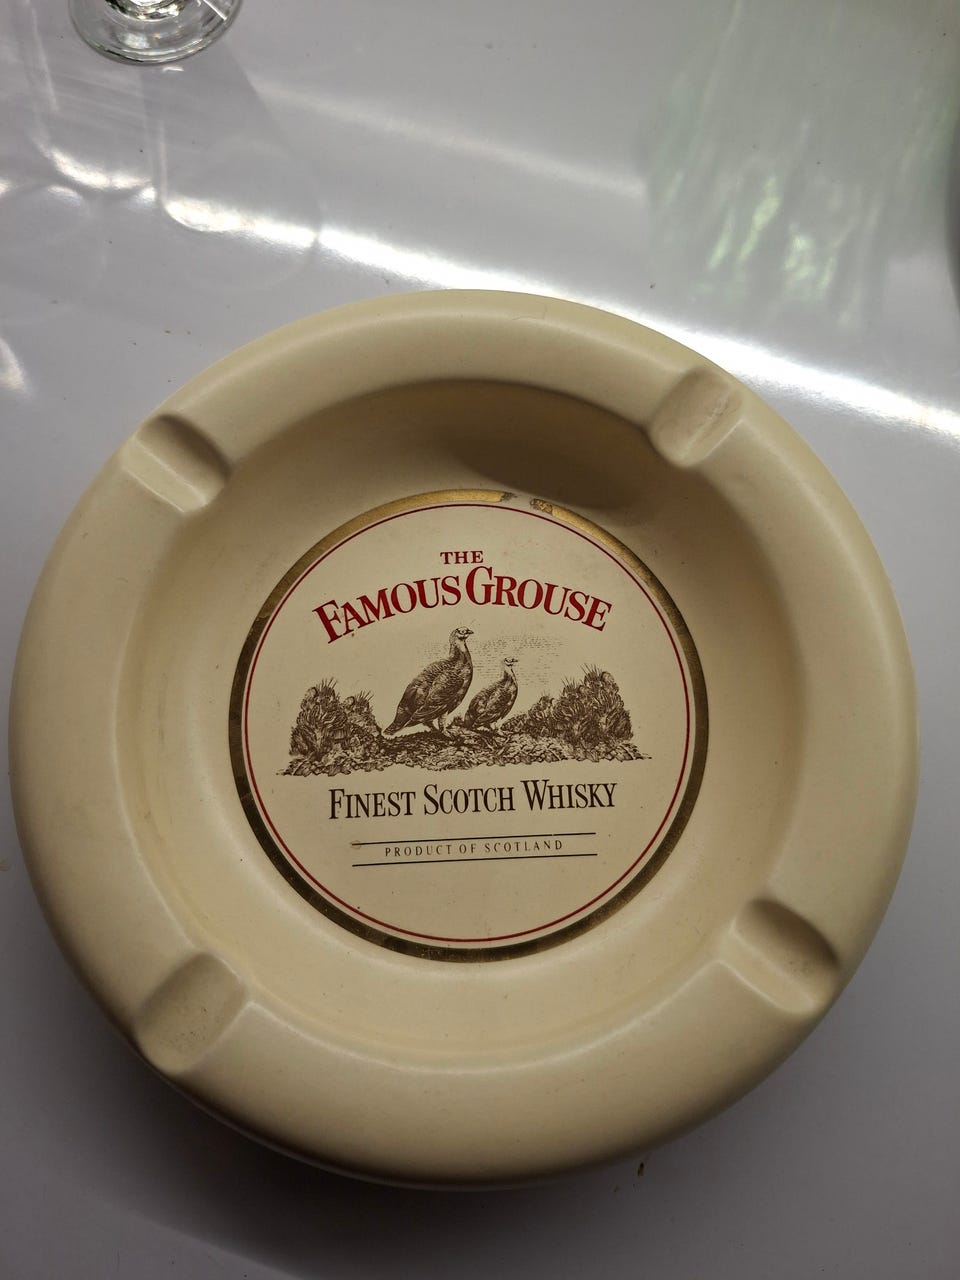 THE
FAMOUS GROUSE
FINEST SCOTCH WHISKY
PRODUCT OF SCOTLAND